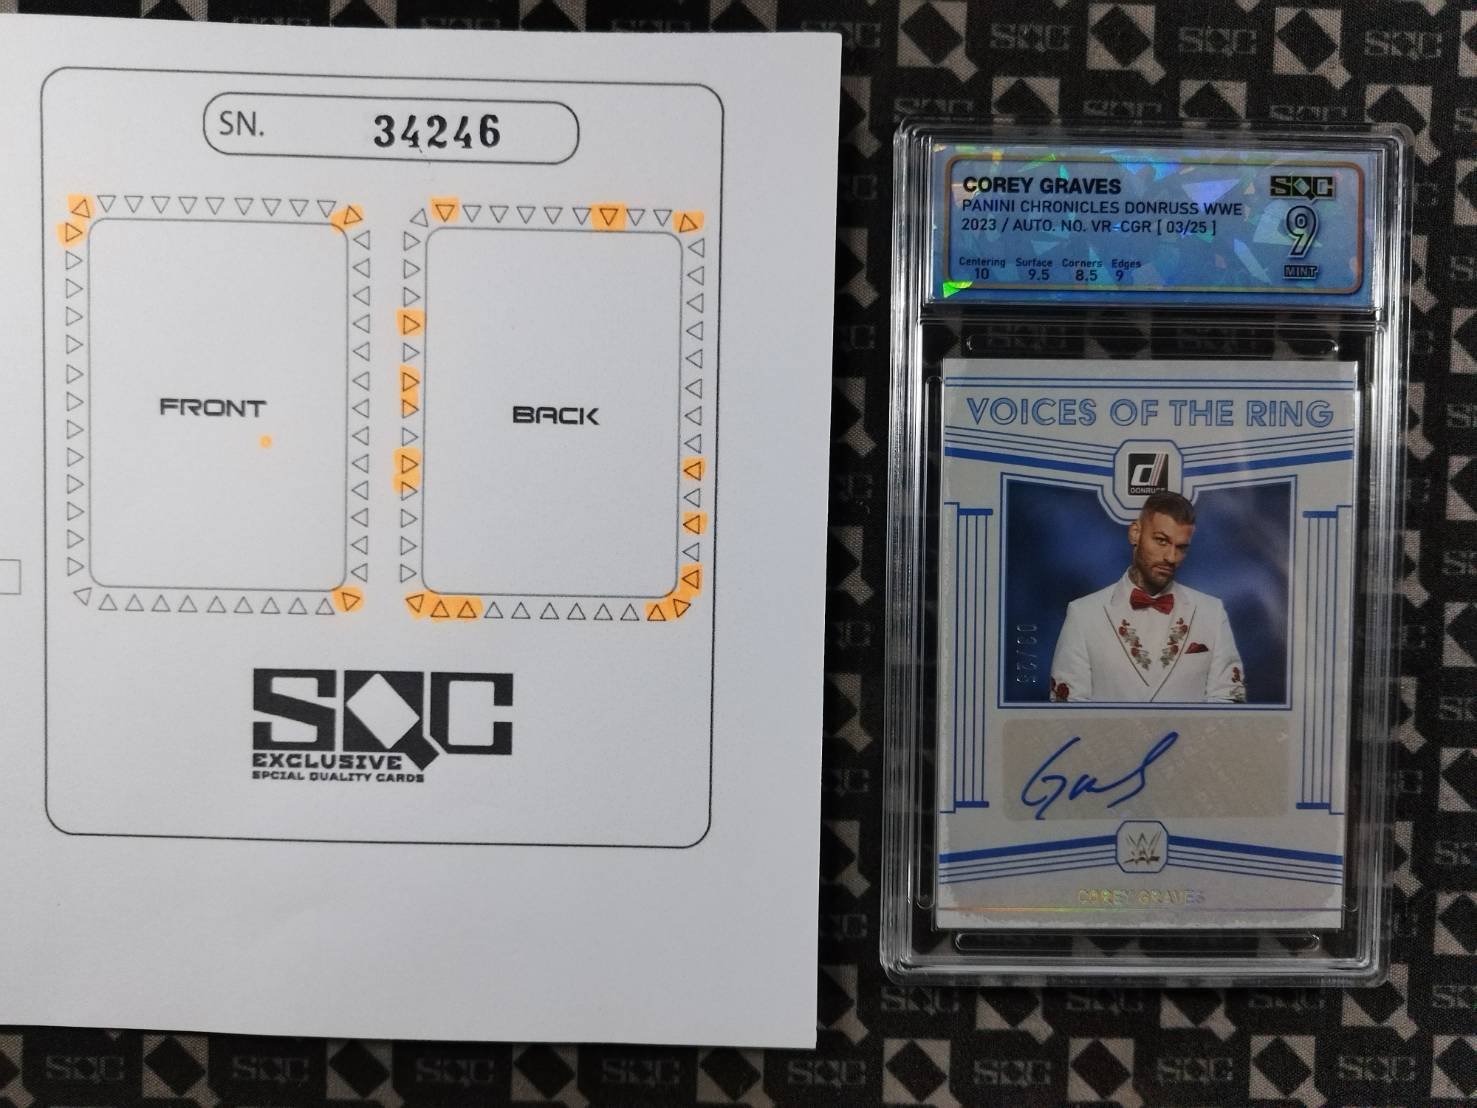 SN. 34246
FRONT
BACK
SQC
EXCLUSIVE
SPCIAL QUALITY CARDS
COREY GRAVES
SQC
PANINI CHRONICLES DONRUSS WWE
2023 / AUTO. NO. VR-CGR [ 03/25 ]
9
MINT
Centering Surface Corners Edges
10 9.5 8.5 9
VOICES OF THE RING
d
DONRUSS
03/25
Graves
W
COREY GRAVES